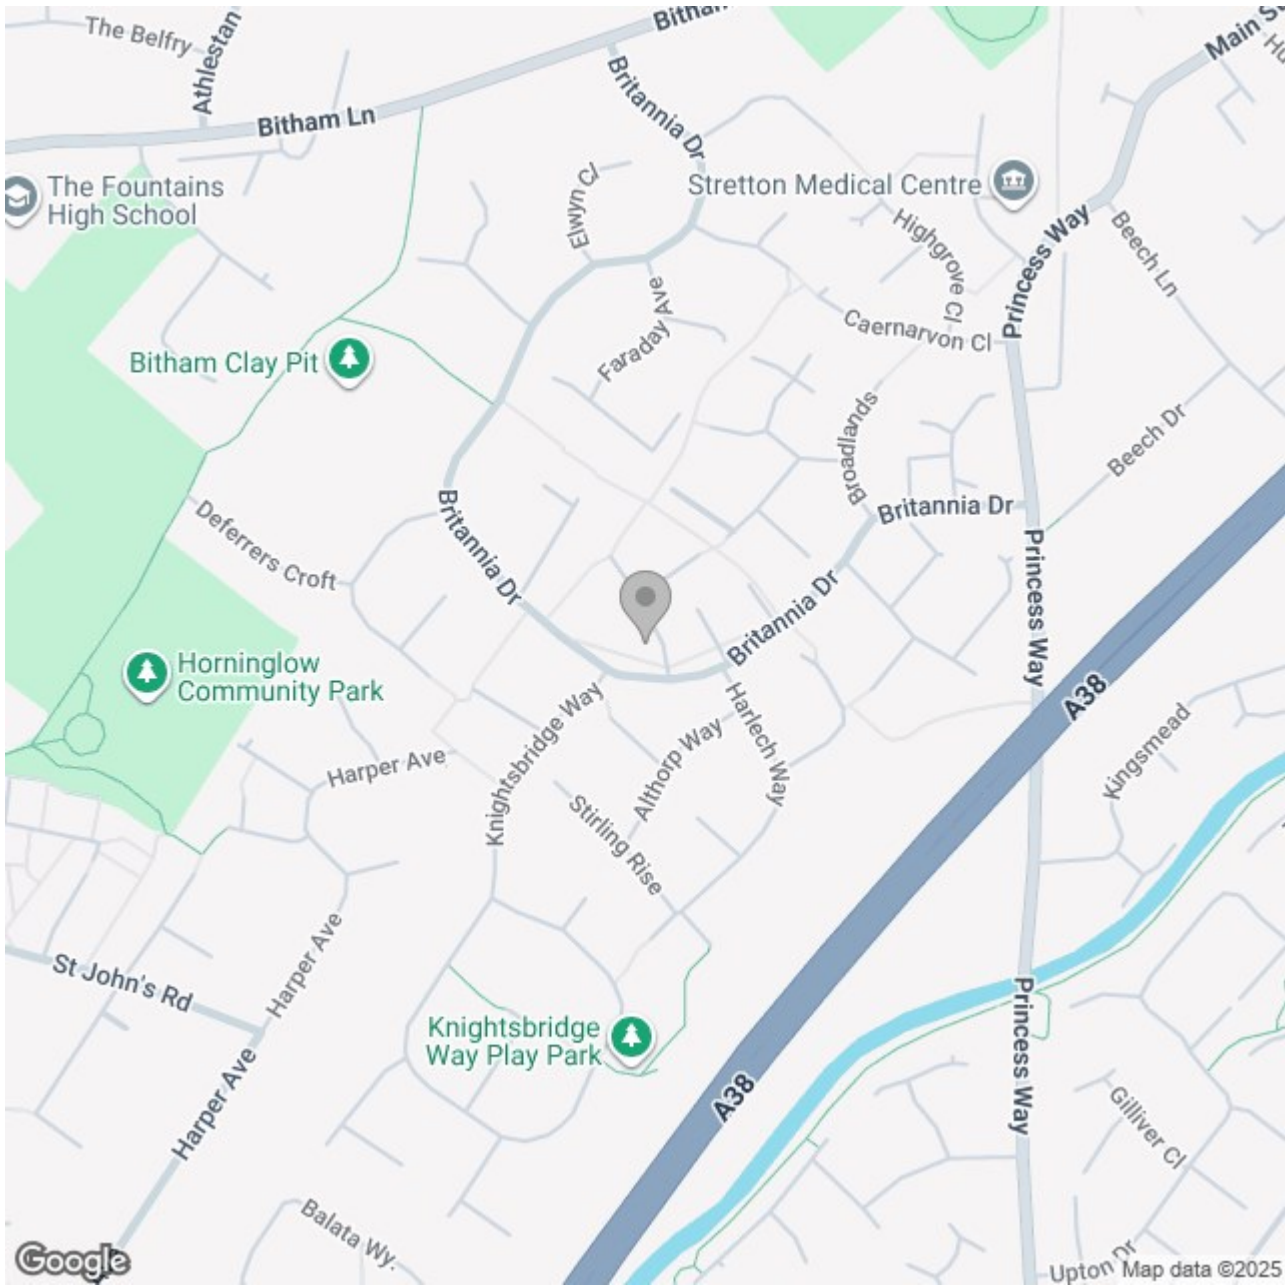 The Belfry
Athlestan
Bitham
Main S
Bitham Ln
Britannia Dr
The Fountains
High School
Elwyn Cl
Stretton Medical Centre
Highgrove Cl
Princess Way
Beech Ln
Faraday Ave
Caernarvon Cl
Bitham Clay Pit
Broadlands
Beech Dr
Britannia Dr
Britannia Dr
Deferrers Croft
Princess Way
Britannia Dr
Horninglow
Community Park
A38
Knightsbridge Way
Harlech Way
Kingsmead
Althorp Way
Harper Ave
Stirling Rise
St John's Rd
Harper Ave
Princess Way
Knightsbridge
Way Play Park
Harper Ave
A38
Gilliver Cl
Balata Wy.
Google
Upton Dr
Map data ©2025